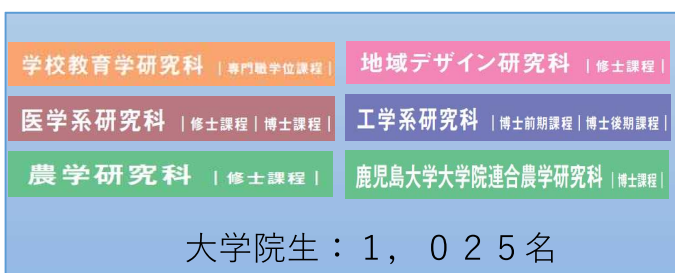 学校教育学研究科 |専門職学位課程|
地域デザイン研究科 |修士課程|
医学系研究科 |修士課程|博士課程|
工学系研究科 |博士前期課程|博士後期課程|
農学研究科 |修士課程|
鹿児島大学大学院連合農学研究科 |博士課程|
大学院生：１，０２５名